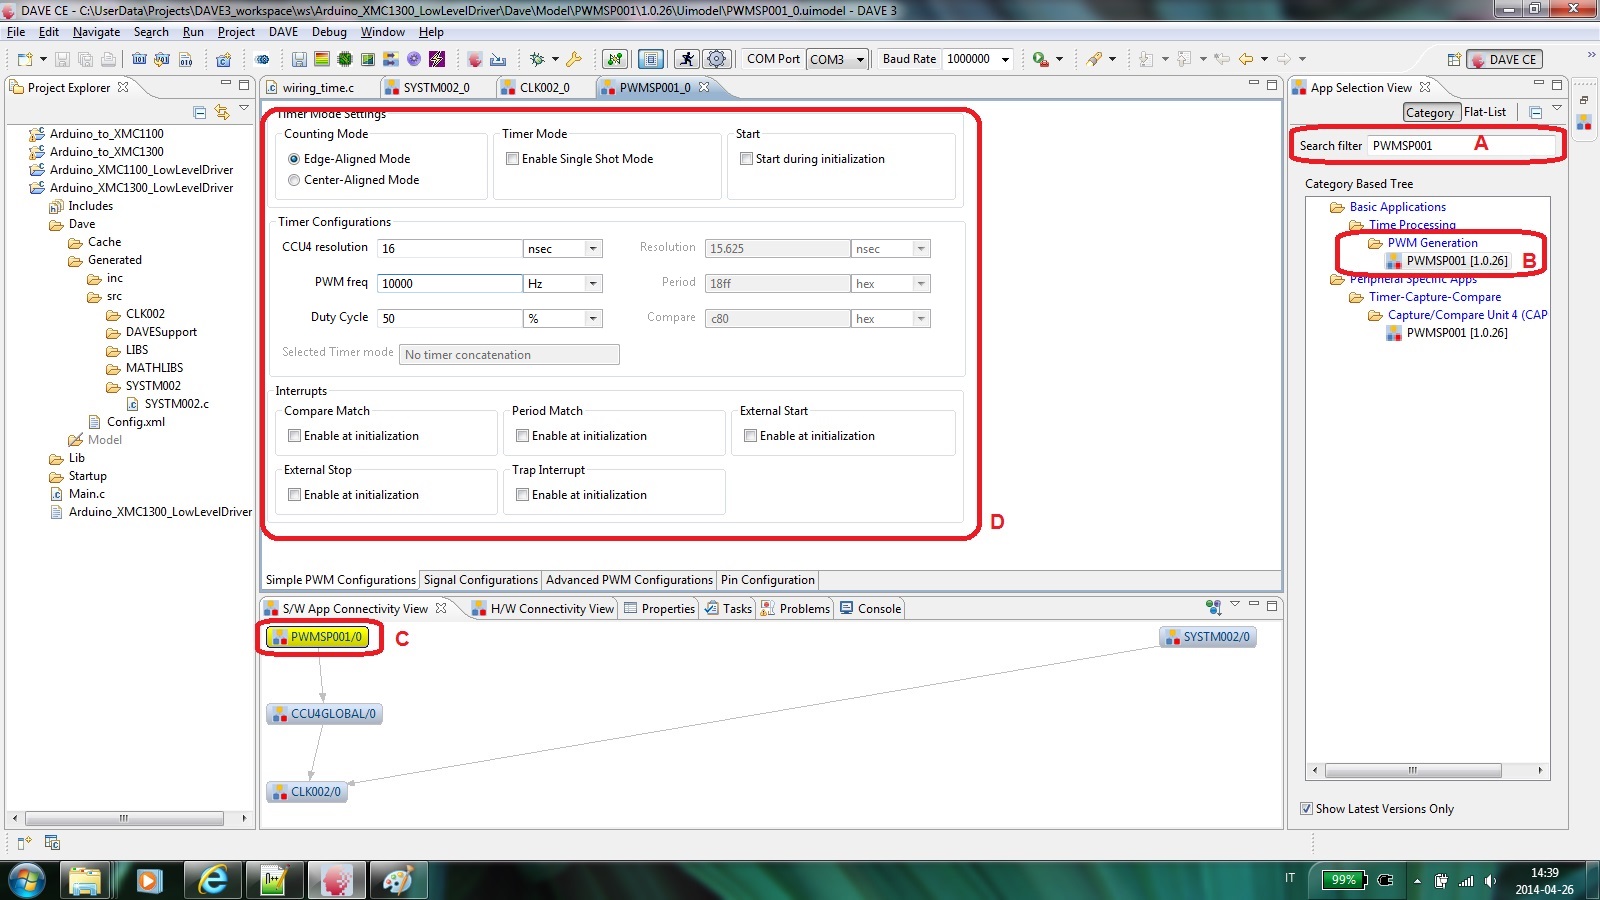 DAVE CE - C:\UserData\Projects\DAVE3_workspace\ws\Arduino_XMC1300_LowLevelDriver\Dave\Model\PWMSP001\1.0.26\Uimodel\PWMSP001_0.uimodel - DAVE 3
File Edit Navigate Search Run Project DAVE Debug Window Help
COM Port COM3 Baud Rate 1000000 DAVE CE
Project Explorer
Arduino_to_XMC1100
Arduino_to_XMC1300
Arduino_XMC1100_LowLevelDriver
Arduino_XMC1300_LowLevelDriver
Includes
Dave
Cache
Generated
inc
src
CLK002
DAVESupport
LIBS
MATHLIBS
SYSTM002
SYSTM002.c
Config.xml
Model
Lib
Startup
Main.c
Arduino_XMC1300_LowLevelDriver
wiring_time.c SYSTM002_0 CLK002_0 PWMSP001_0
Timer Mode Settings
Counting Mode Timer Mode Start
Edge-Aligned Mode Enable Single Shot Mode Start during initialization
Center-Aligned Mode
Timer Configurations
CCU4 resolution 16 nsec Resolution 15.625 nsec
PWM freq 10000 Hz Period 18ff hex
Duty Cycle 50 % Compare c80 hex
Selected Timer mode No timer concatenation
Interrupts
Compare Match Period Match External Start
Enable at initialization Enable at initialization Enable at initialization
External Stop Trap Interrupt
Enable at initialization Enable at initialization
D
Simple PWM Configurations Signal Configurations Advanced PWM Configurations Pin Configuration
S/W App Connectivity View H/W Connectivity View Properties Tasks Problems Console
PWMSP001/0 C SYSTM002/0
CCU4GLOBAL/0
CLK002/0
App Selection View
Category Flat-List
Search filter PWMSP001 A
Category Based Tree
Basic Applications
Time Processing
PWM Generation
PWMSP001 [1.0.26] B
Peripheral Specific Apps
Timer-Capture-Compare
Capture/Compare Unit 4 (CAP
PWMSP001 [1.0.26]
Show Latest Versions Only
IT 99% 14:39
2014-04-26